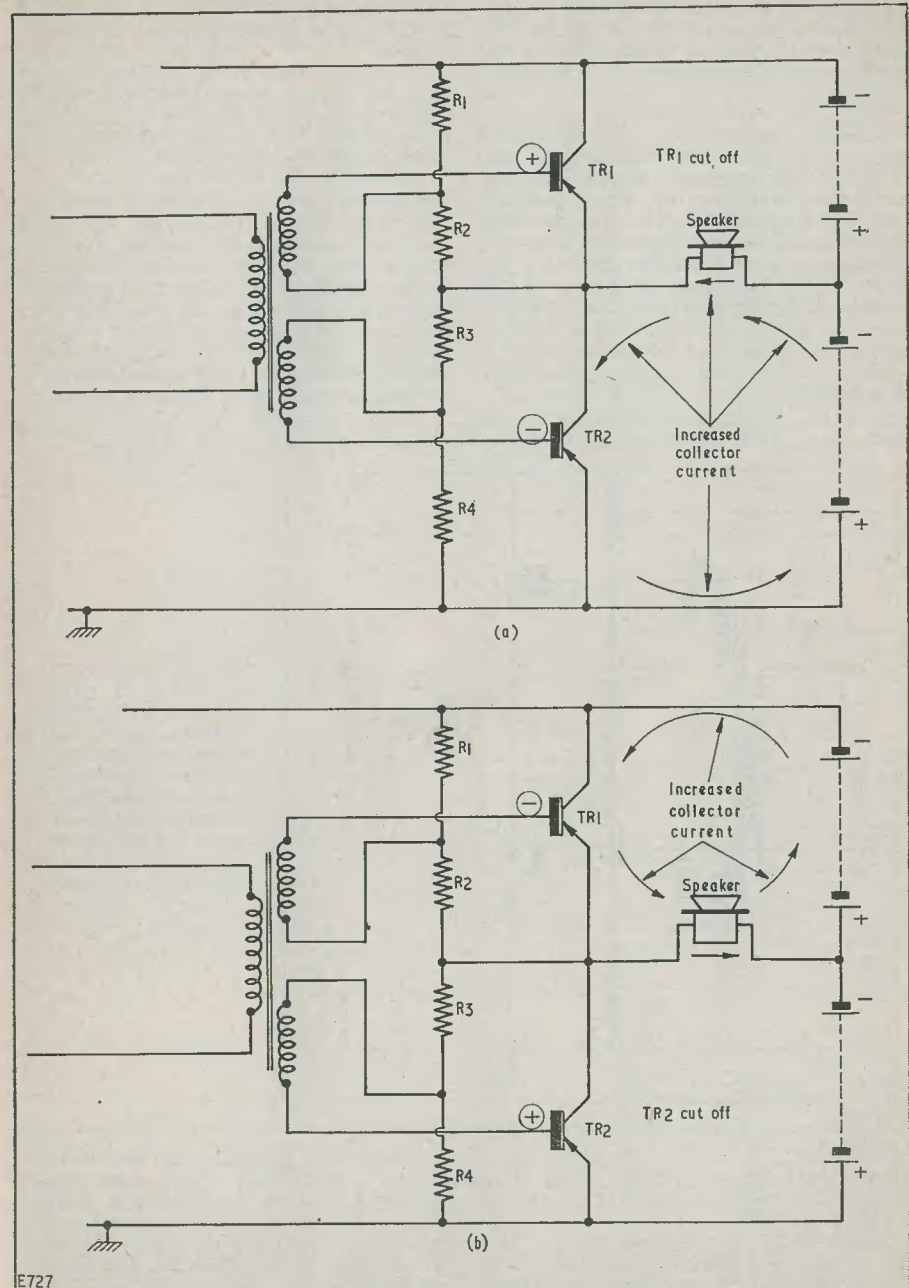 R1
−
+
TR1
TR1 cut off
R2
Speaker
+
−
R3
−
TR2
Increased
collector
current
R4
+
(a)
R1
−
Increased
collector
current
−
TR1
R2
Speaker
+
−
R3
+
TR2
TR2 cut off
R4
+
(b)
E727